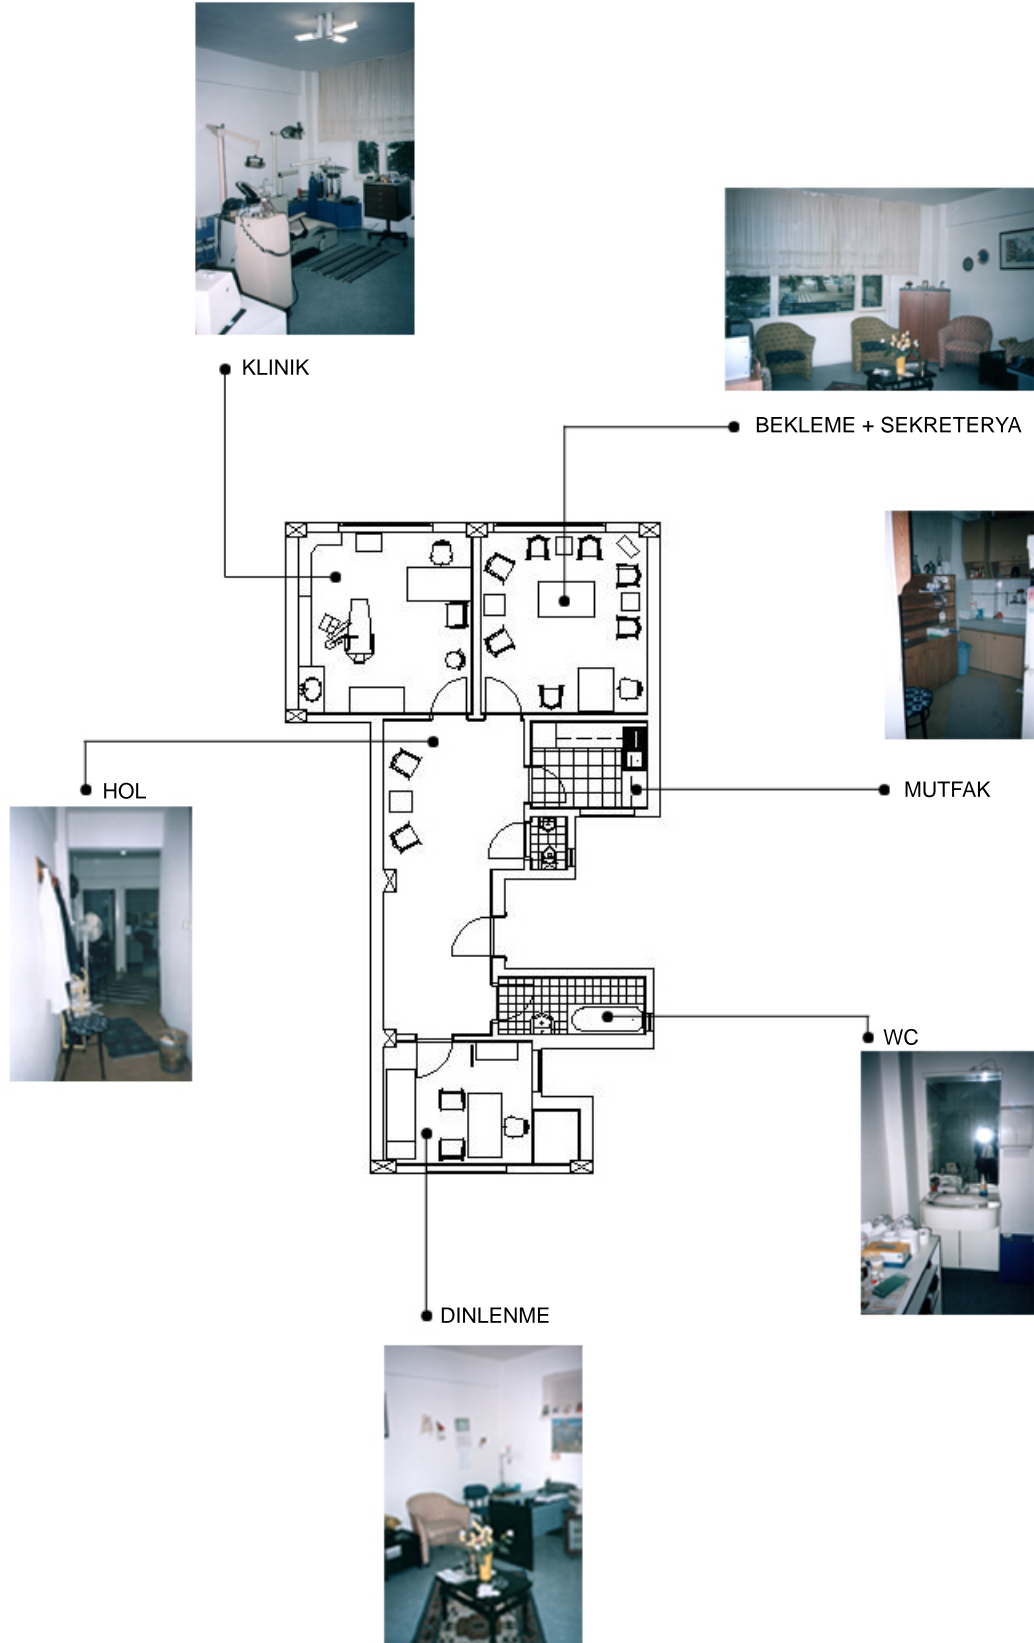 KLINIK
BEKLEME + SEKRETERYA
HOL
MUTFAK
WC
DINLENME